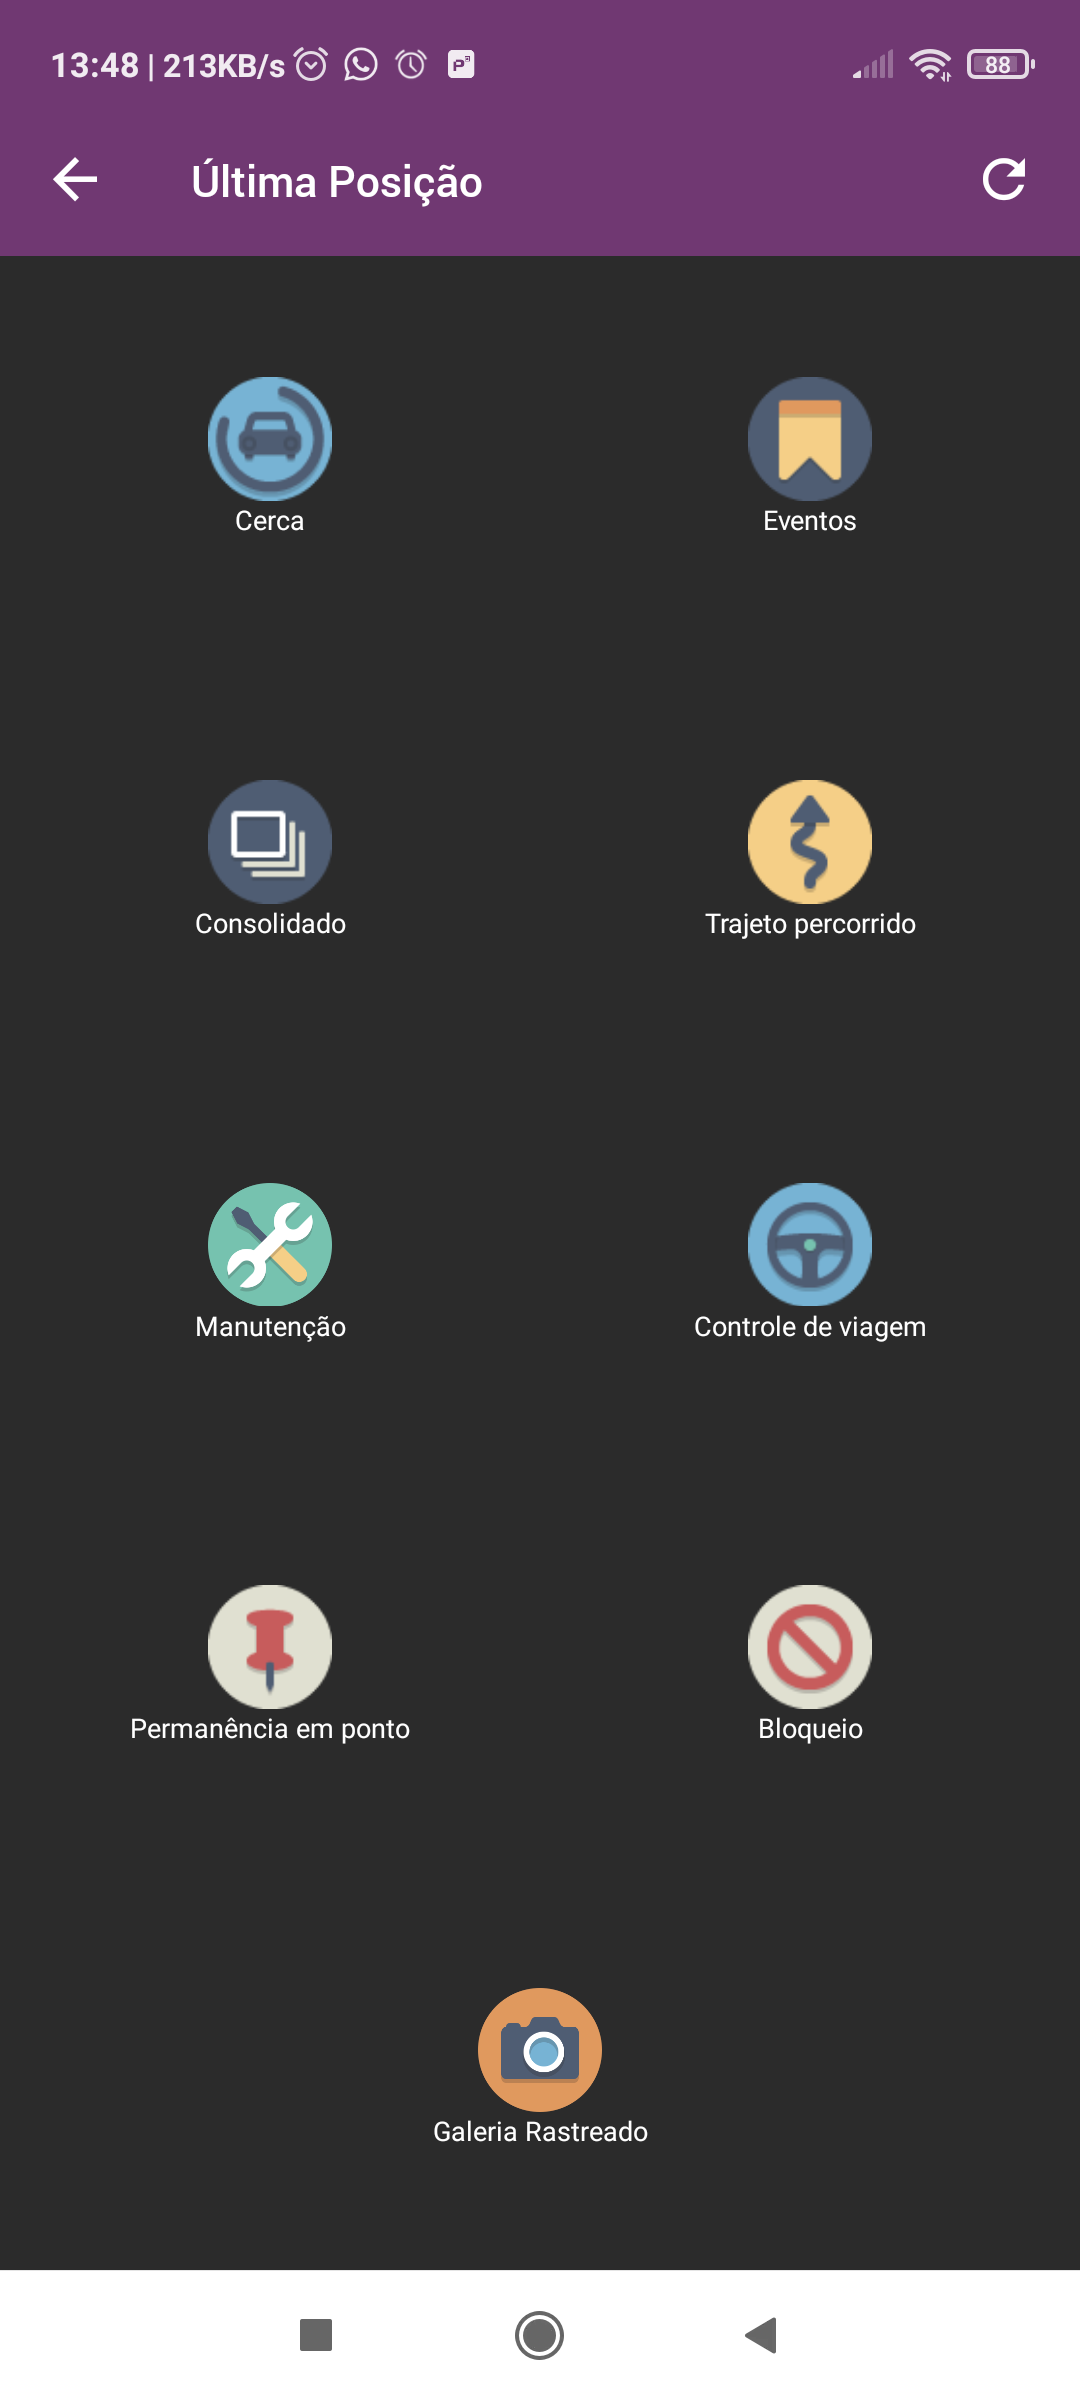 13:48 | 213KB/s
88
Última Posição
Cerca
Eventos
Consolidado
Trajeto percorrido
Manutenção
Controle de viagem
Permanência em ponto
Bloqueio
Galeria Rastreado